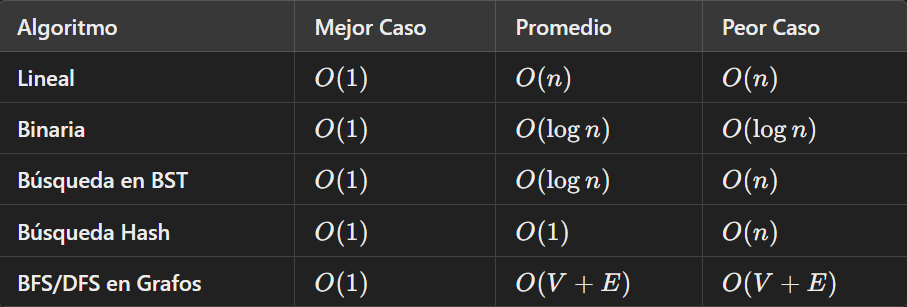 Algoritmo Mejor Caso Promedio Peor Caso
Lineal O(1) O(n) O(n)
Binaria O(1) O(log n) O(log n)
Búsqueda en BST O(1) O(log n) O(n)
Búsqueda Hash O(1) O(1) O(n)
BFS/DFS en Grafos O(1) O(V + E) O(V + E)